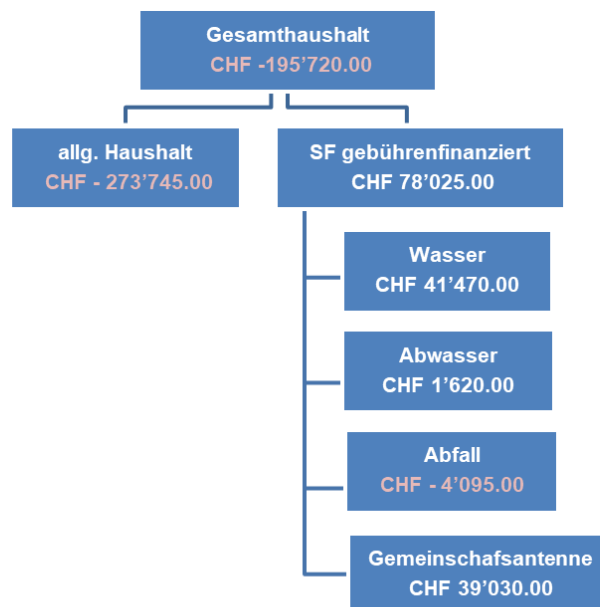 Gesamthaushalt
CHF -195’720.00
allg. Haushalt
CHF - 273’745.00
SF gebührenfinanziert
CHF 78’025.00
Wasser
CHF 41’470.00
Abwasser
CHF 1’620.00
Abfall
CHF - 4’095.00
Gemeinschafsantenne
CHF 39’030.00